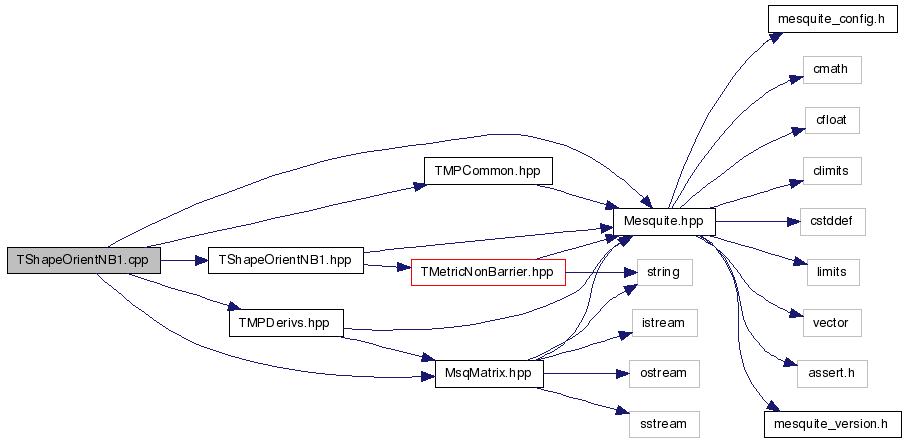 mesquite_config.h
cmath
cfloat
TMPCommon.hpp
climits
Mesquite.hpp
cstddef
TShapeOrientNB1.cpp
TShapeOrientNB1.hpp
TMetricNonBarrier.hpp
string
limits
TMPDerivs.hpp
istream
vector
MsqMatrix.hpp
ostream
assert.h
sstream
mesquite_version.h